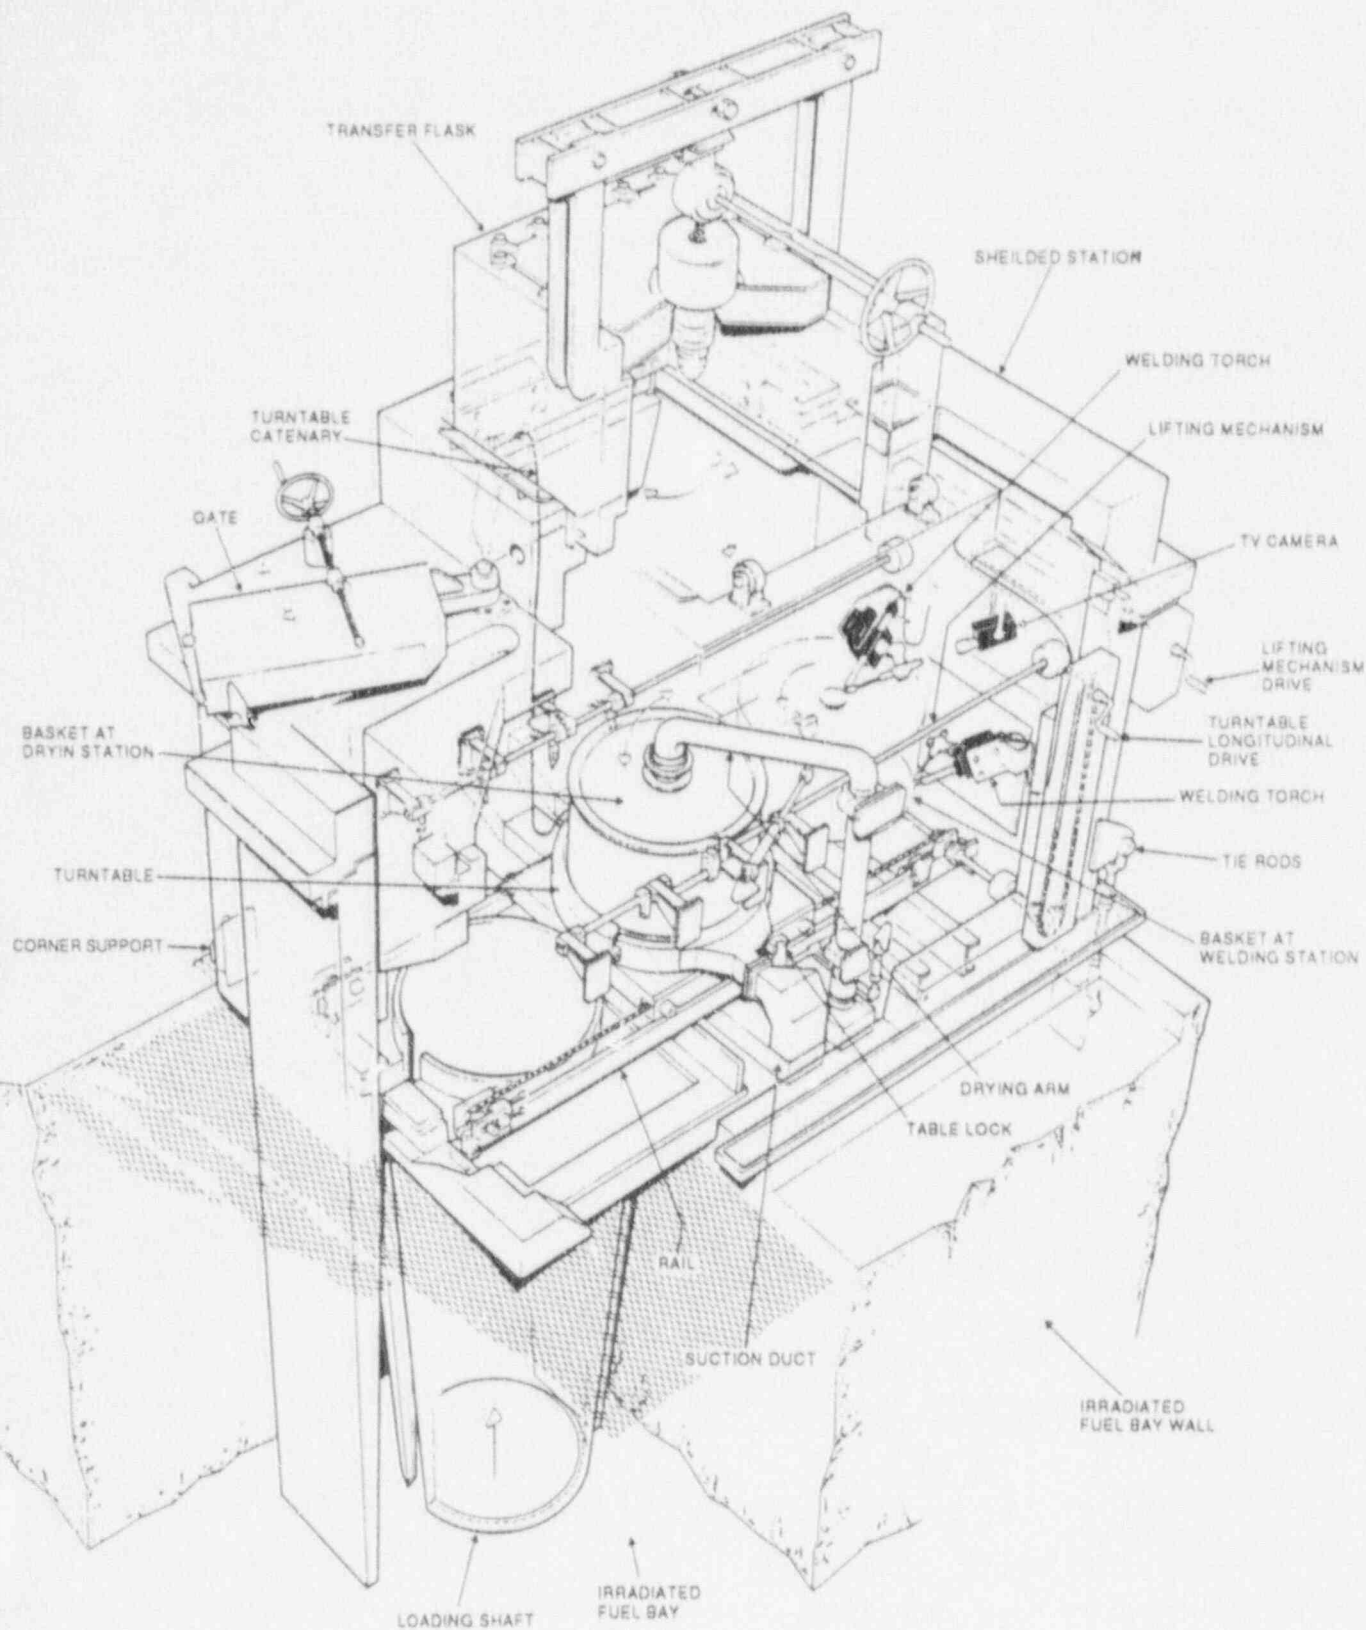 TRANSFER FLASK
SHEILDED STATION
WELDING TORCH
TURNTABLE
CATENARY
LIFTING MECHANISM
GATE
TV CAMERA
LIFTING
MECHANISM
DRIVE
BASKET AT
DRYIN STATION
TURNTABLE
LONGITUDINAL
DRIVE
WELDING TORCH
TIE RODS
TURNTABLE
CORNER SUPPORT
BASKET AT
WELDING STATION
DRYING ARM
TABLE LOCK
RAIL
SUCTION DUCT
IRRADIATED
FUEL BAY WALL
IRRADIATED
FUEL BAY
LOADING SHAFT